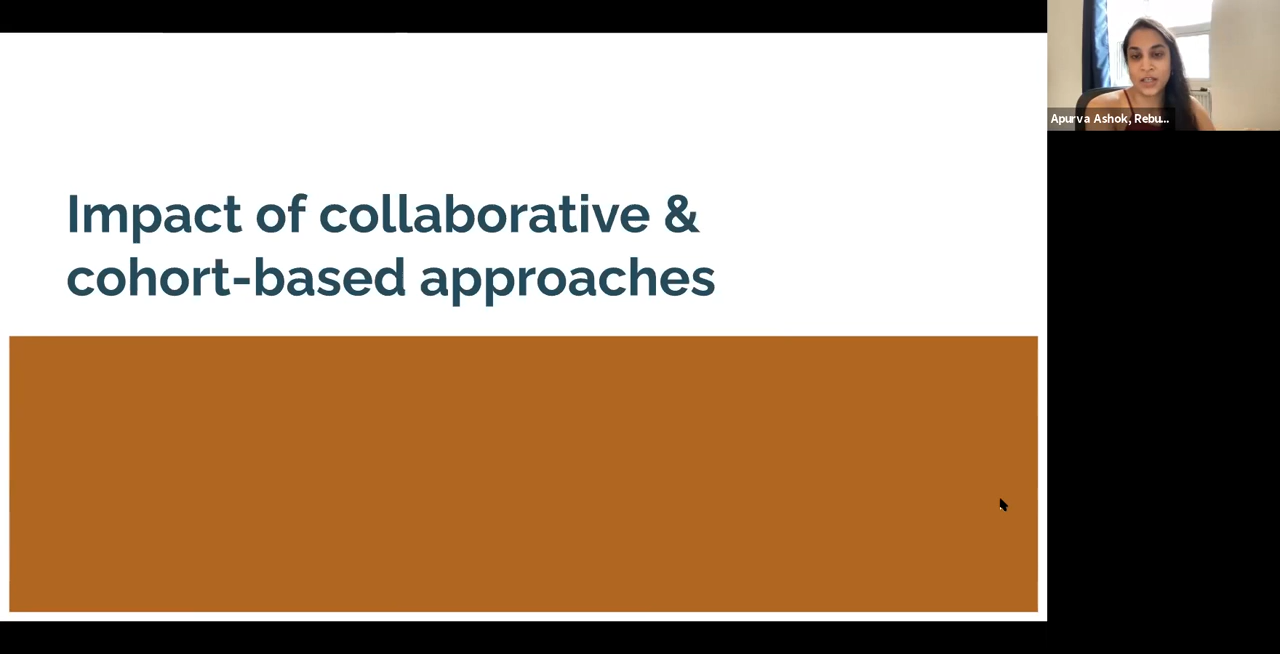 Impact of collaborative &
cohort-based approaches
Apurva Ashok, Rebu...